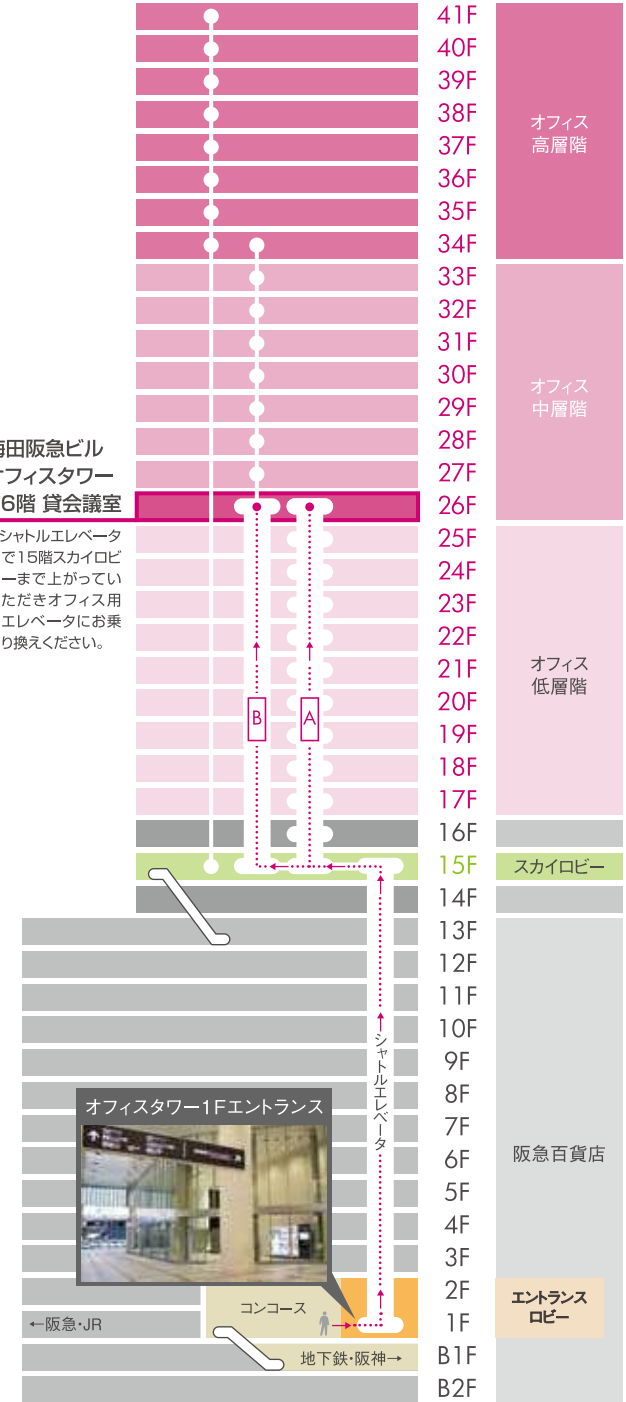 41F
40F
39F
38F
37F
36F
35F
34F
オフィス
高層階
33F
32F
31F
30F
29F
28F
27F
26F
オフィス
中層階
田阪急ビル
フィスタワー
6階 貸会議室
シャトルエレベータ
で15階スカイロビ
ーまで上がってい
ただきオフィス用
エレベータにお乗
り換えください。
25F
24F
23F
22F
21F
20F
19F
18F
17F
オフィス
低層階
B
A
16F
15F
スカイロビー
14F
13F
12F
11F
10F
9F
8F
7F
6F
5F
4F
3F
阪急百貨店
シャトルエレベータ
オフィスタワー1Fエントランス
2F
1F
エントランス
ロビー
コンコース
←阪急・JR
地下鉄・阪神→
B1F
B2F